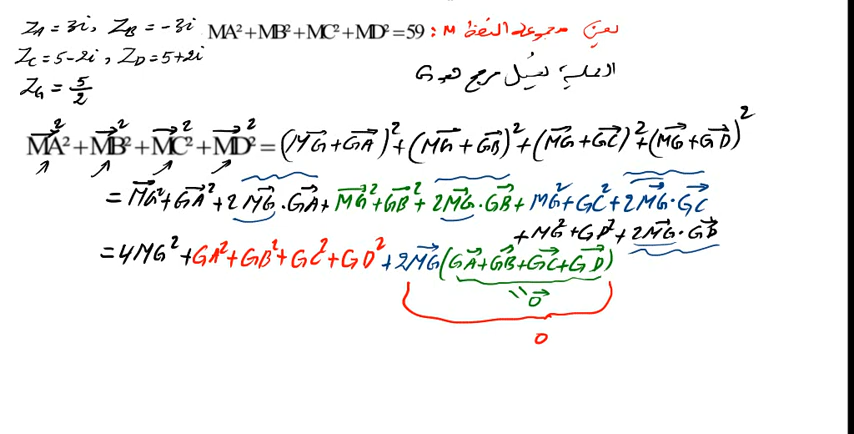 Z_A = 3i, Z_B = -3i MA²+MB²+MC²+MD²=59 : M عين مجموعة النقط
Z_C = 5-2i, Z_D = 5+2i
G مرجح هو
Z_G = 5/2
MA² + MB² + MC² + MD² = (MG+GA)² + (MG+GB)² + (MG+GC)² + (MG+GD)²
= MG²+GA²+2MG·GA+MG²+GB²+2MG·GB+MG²+GC²+2MG·GC
+MG²+GD²+2MG·GD
= 4MG²+GA²+GB²+GC²+GD²+2MG(GA+GB+GC+GD)
0
0